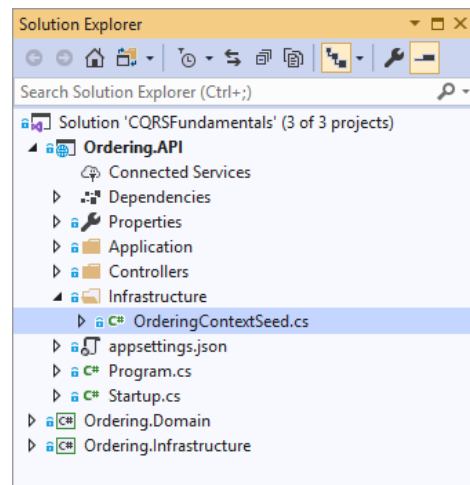 Solution Explorer
Search Solution Explorer (Ctrl+;)
Solution 'CQRSFundamentals' (3 of 3 projects)
Ordering.API
Connected Services
Dependencies
Properties
Application
Controllers
Infrastructure
C# OrderingContextSeed.cs
appsettings.json
C# Program.cs
C# Startup.cs
C# Ordering.Domain
C# Ordering.Infrastructure